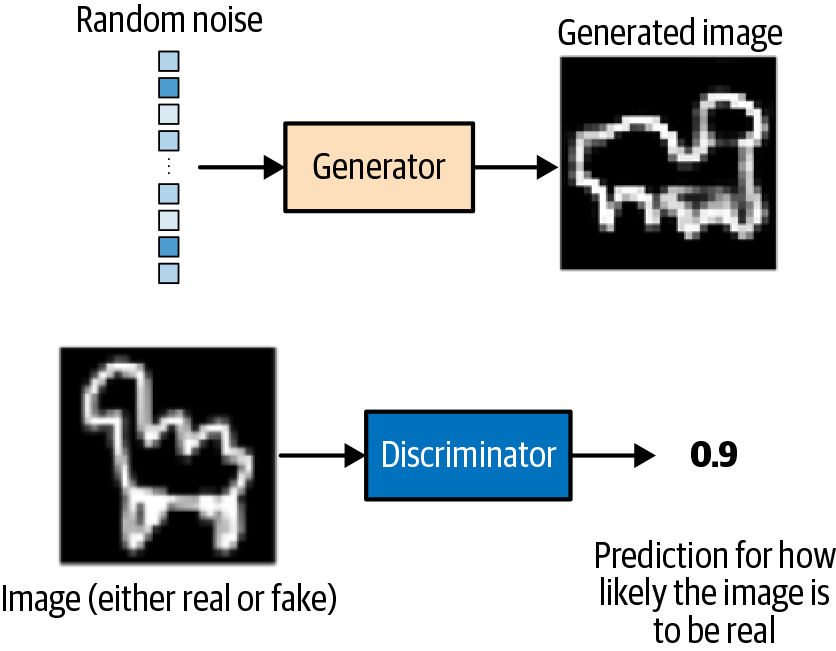 Random noise
Generated image
Generator
Discriminator
0.9
Image (either real or fake)
Prediction for how
likely the image is
to be real